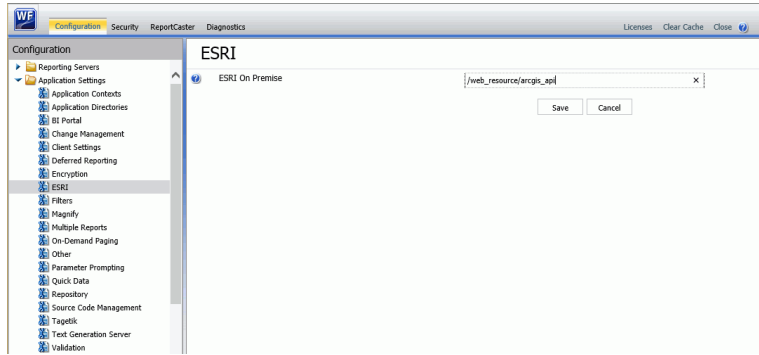 WF
Configuration Security ReportCaster Diagnostics Licenses Clear Cache Close
Configuration
Reporting Servers
Application Settings
Application Contexts
Application Directories
BI Portal
Change Management
Client Settings
Deferred Reporting
Encryption
ESRI
Filters
Magnify
Multiple Reports
On-Demand Paging
Other
Parameter Prompting
Quick Data
Repository
Source Code Management
Tagetik
Text Generation Server
Validation
ESRI
ESRI On Premise /web_resource/arcgis_api
Save Cancel